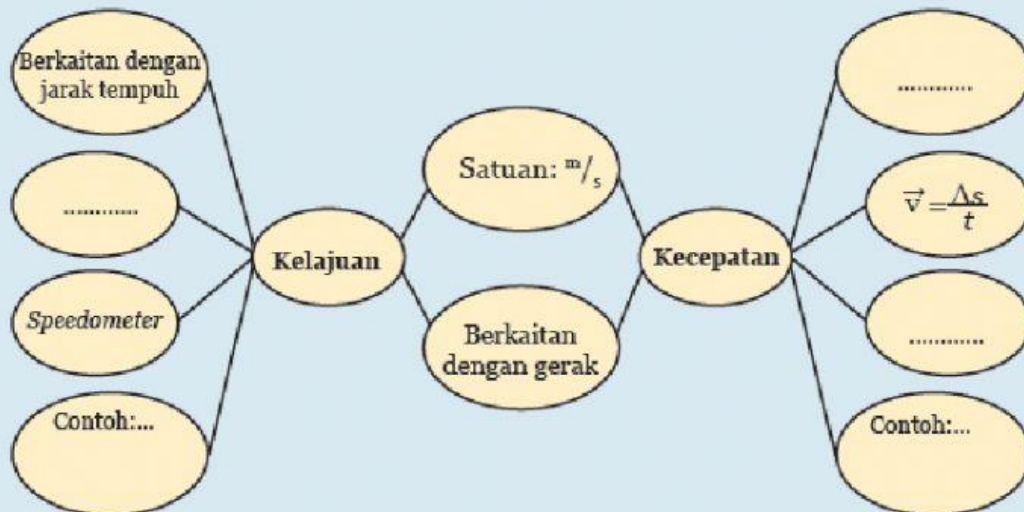 Berkaitan dengan
jarak tempuh
............
Speedometer
Contoh:...
Kelajuan
Satuan: m/s
Berkaitan
dengan gerak
Kecepatan
............
v⃗ = Δs/t
............
Contoh:...